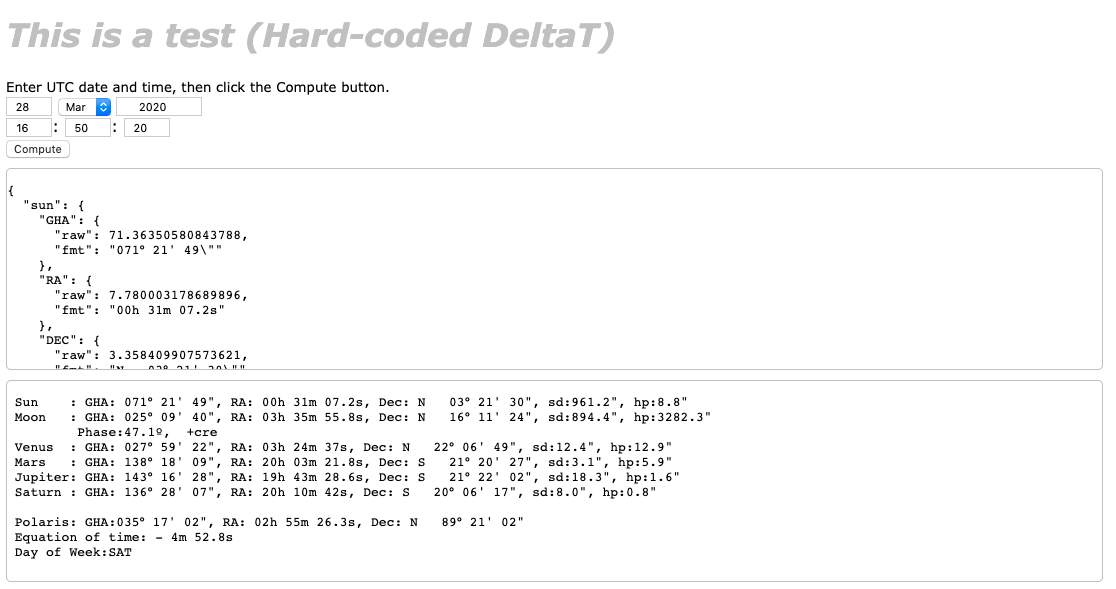 This is a test (Hard-coded DeltaT)
Enter UTC date and time, then click the Compute button.
28 Mar 2020
16 : 50 : 20
Compute
{
  "sun": {
    "GHA": {
      "raw": 71.36350580843788,
      "fmt": "071° 21' 49\""
    },
    "RA": {
      "raw": 7.780003178689896,
      "fmt": "00h 31m 07.2s"
    },
    "DEC": {
      "raw": 3.358409907573621,
      "fmt": "N   03° 21' 30\""
Sun    : GHA: 071° 21' 49", RA: 00h 31m 07.2s, Dec: N   03° 21' 30", sd:961.2", hp:8.8"
Moon   : GHA: 025° 09' 40", RA: 03h 35m 55.8s, Dec: N   16° 11' 24", sd:894.4", hp:3282.3"
        Phase:47.1º,  +cre
Venus  : GHA: 027° 59' 22", RA: 03h 24m 37s, Dec: N   22° 06' 49", sd:12.4", hp:12.9"
Mars   : GHA: 138° 18' 09", RA: 20h 03m 21.8s, Dec: S   21° 20' 27", sd:3.1", hp:5.9"
Jupiter: GHA: 143° 16' 28", RA: 19h 43m 28.6s, Dec: S   21° 22' 02", sd:18.3", hp:1.6"
Saturn : GHA: 136° 28' 07", RA: 20h 10m 42s, Dec: S   20° 06' 17", sd:8.0", hp:0.8"
Polaris: GHA:035° 17' 02", RA: 02h 55m 26.3s, Dec: N   89° 21' 02"
Equation of time: - 4m 52.8s
Day of Week:SAT